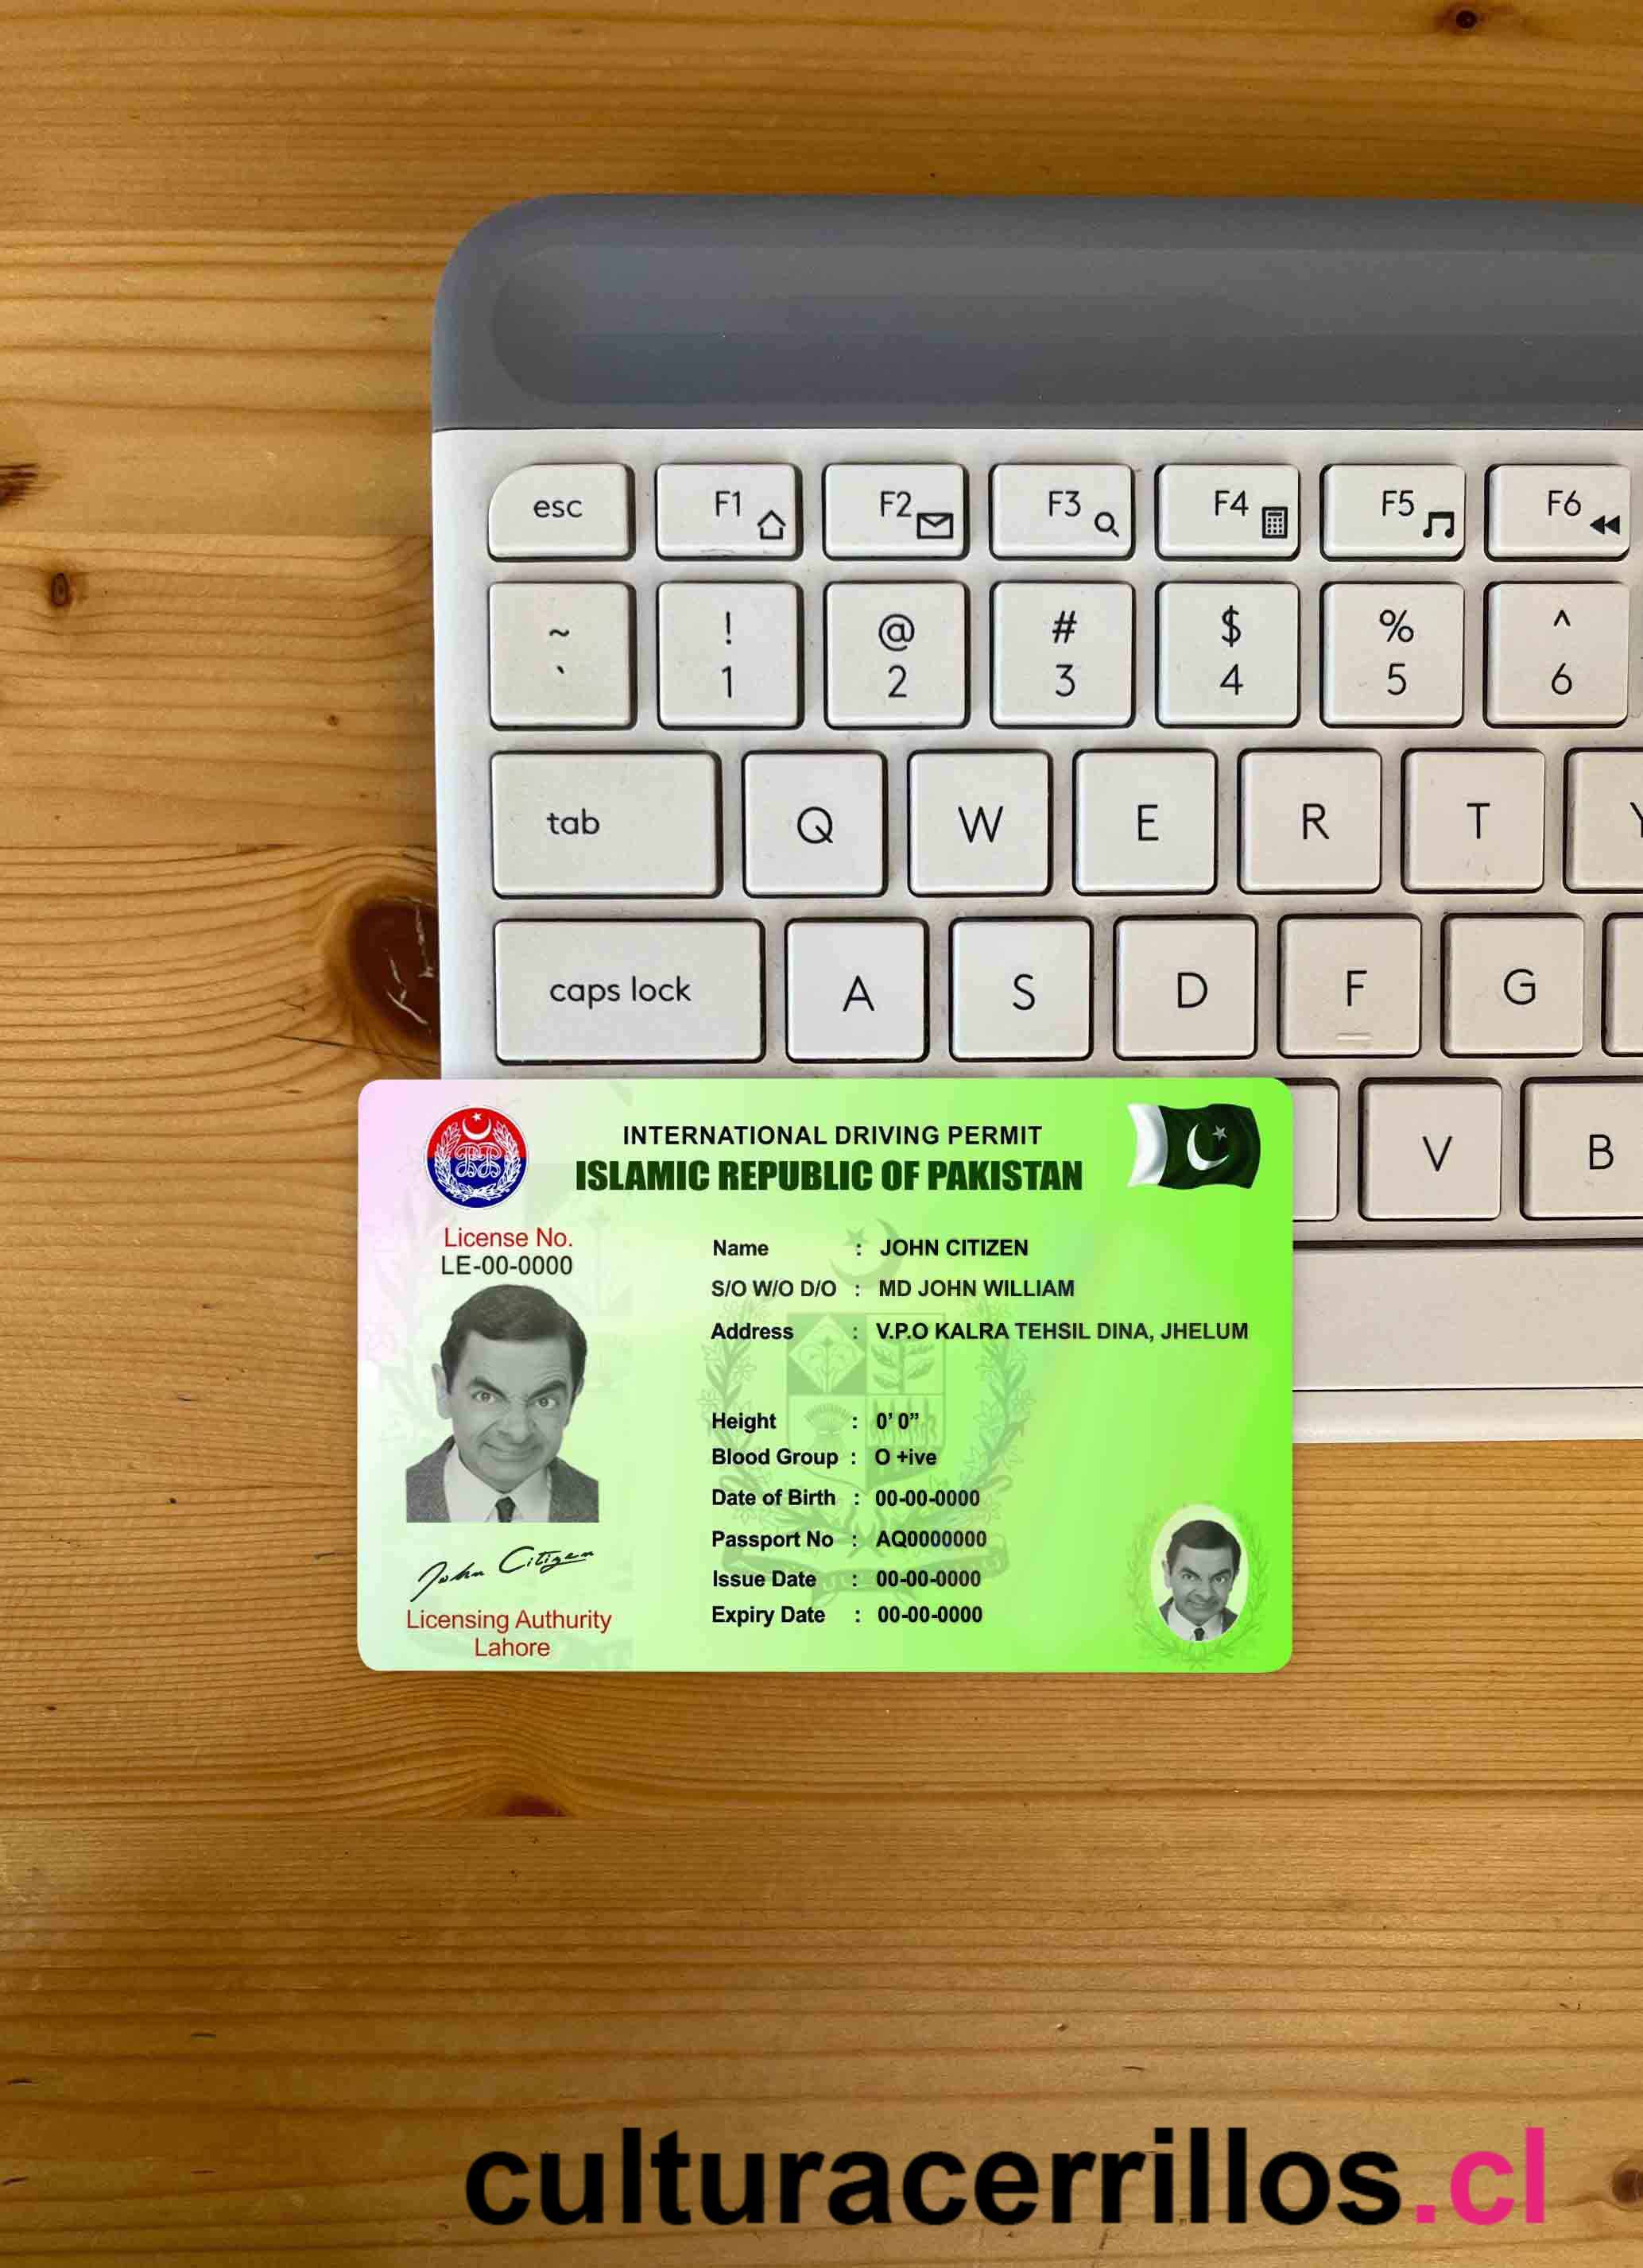 esc F1 F2 F3 F4 F5 F6
~ ! @ # $ % ^
` 1 2 3 4 5 6
tab Q W E R T Y
caps lock A S D F G
V B
INTERNATIONAL DRIVING PERMIT
ISLAMIC REPUBLIC OF PAKISTAN
License No.
LE-00-0000
Name : JOHN CITIZEN
S/O W/O D/O : MD JOHN WILLIAM
Address : V.P.O KALRA TEHSIL DINA, JHELUM
Height : 0' 0"
Blood Group : O +ive
Date of Birth : 00-00-0000
Passport No : AQ0000000
Issue Date : 00-00-0000
Expiry Date : 00-00-0000
John Citizen
Licensing Authurity
Lahore
culturacerrillos.cl